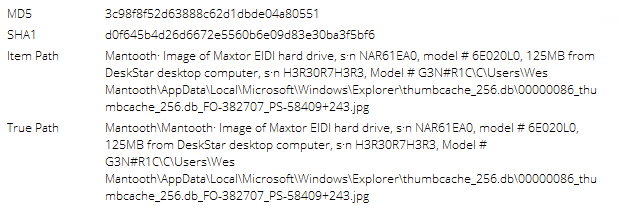 MD5 3c98f8f52d63888c62d1dbde04a80551
SHA1 d0f645b4d26d6672e5560b6e09d83e30ba3f5bf6
Item Path Mantooth· Image of Maxtor EIDI hard drive, s·n NAR61EA0, model # 6E020L0, 125MB from
DeskStar desktop computer, s·n H3R30R7H3R3, Model # G3N#R1C\C\Users\Wes
Mantooth\AppData\Local\Microsoft\Windows\Explorer\thumbcache_256.db\00000086_thu
mbcache_256.db_FO-382707_PS-58409+243.jpg
True Path Mantooth\Mantooth· Image of Maxtor EIDI hard drive, s·n NAR61EA0, model # 6E020L0,
125MB from DeskStar desktop computer, s·n H3R30R7H3R3, Model #
G3N#R1C\C\Users\Wes
Mantooth\AppData\Local\Microsoft\Windows\Explorer\thumbcache_256.db\00000086_thu
mbcache_256.db_FO-382707_PS-58409+243.jpg